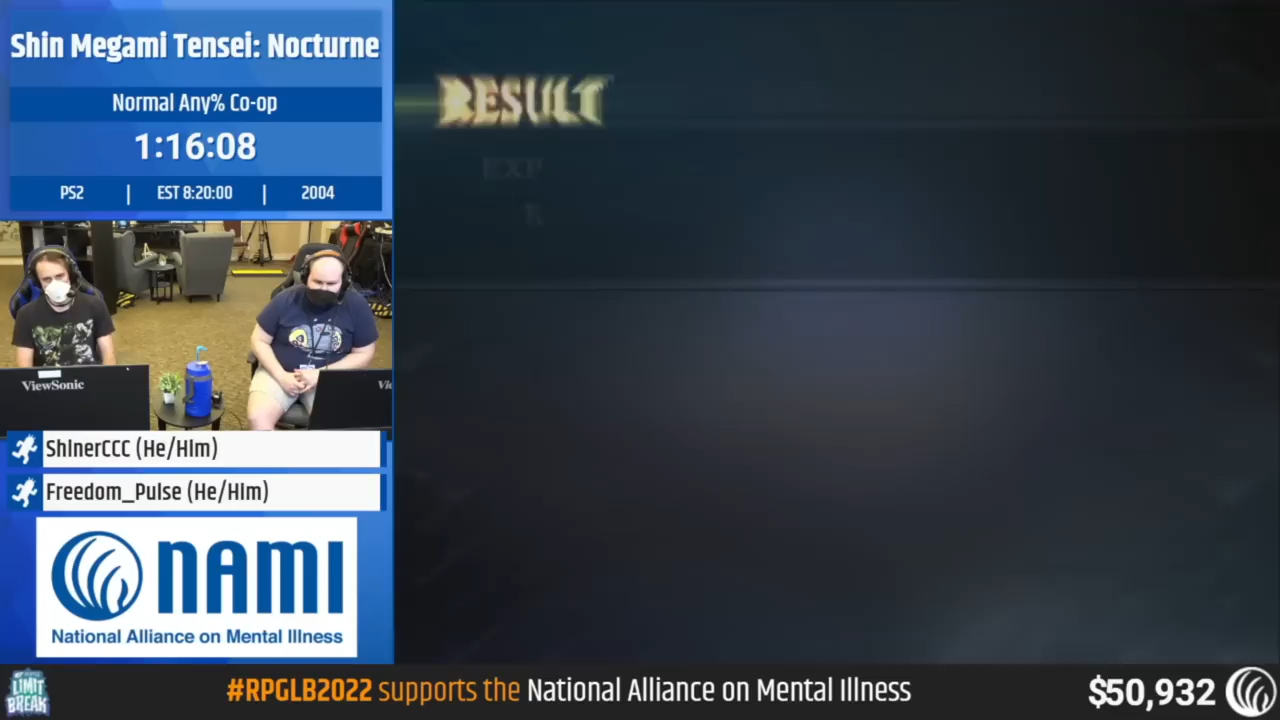 Shin Megami Tensei: Nocturne
Normal Any% Co-op
1:16:08
PS2 | EST 8:20:00 | 2004
RESULT
EXP
ViewSonic
ShinerCCC (He/Him)
Freedom_Pulse (He/Him)
NAMI
National Alliance on Mental Illness
LIMIT BREAK
#RPGLB2022 supports the National Alliance on Mental Illness
$50,932